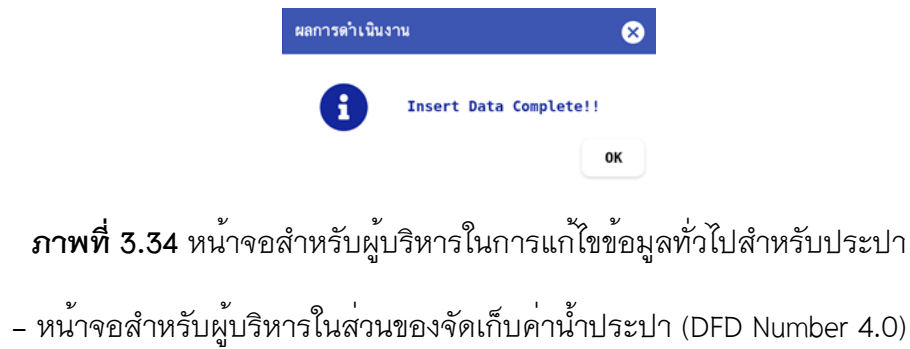 ผลการดำเนินงาน
Insert Data Complete!!
OK
ภาพที่ 3.34 หน้าจอสำหรับผู้บริหารในการแก้ไขข้อมูลทั่วไปสำหรับประปา
– หน้าจอสำหรับผู้บริหารในส่วนของจัดเก็บค่าน้ำประปา (DFD Number 4.0)